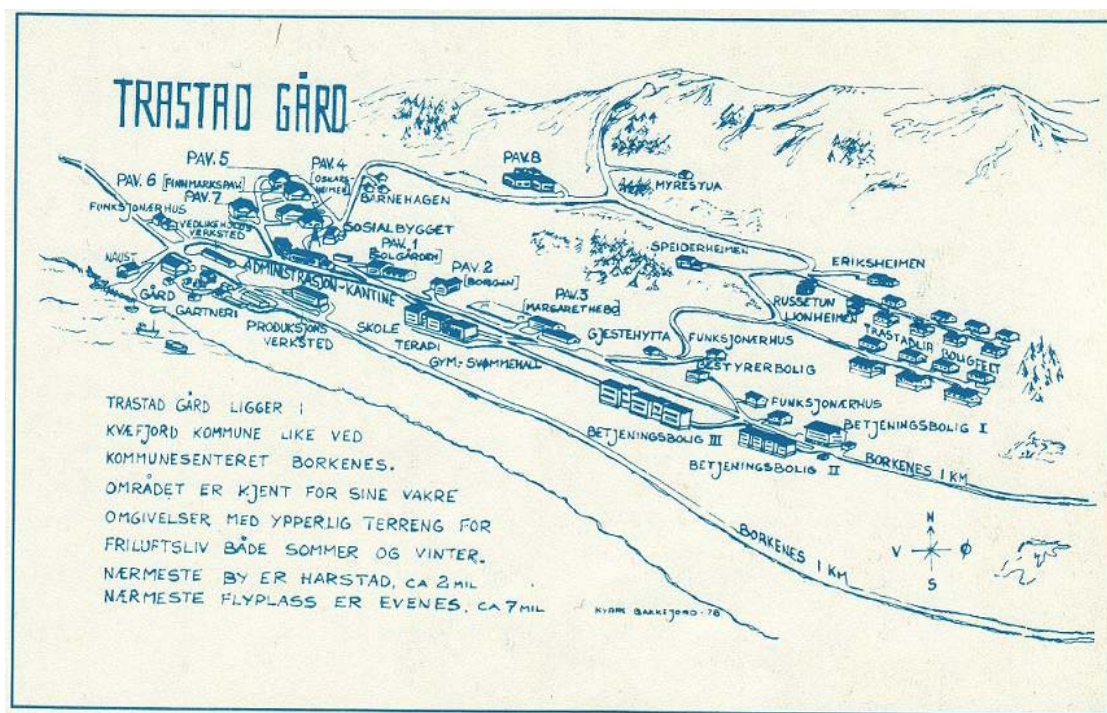 TRASTAD GÅRD
PAV. 5
PAV. 4
[OSKARSHEIMEN]
PAV. 6 [FINNMARKSPAV.]
PAV. 7
BARNEHAGEN
PAV. 8
MYRESTUA
FUNKSJONÆRHUS
VEDLIKEHOLDS
VERKSTED
SOSIALBYGGET
PAV. 1
SOLGÅRDEN
SPEIDERHEIMEN
ERIKSHEIMEN
NAUST
ADMINISTRASJON-KANTINE
PAV. 2
[BORGEN]
GÅRD
GARTNERI
PAV. 3
[MARGARETHEBO]
RUSSETUN
LIONHEIMEN
TRASTADLIA BOLIGFELT
PRODUKSJONS
VERKSTED
SKOLE
TERAPI
GYM.- SVØMMEHALL
GJESTEHYTTA
FUNKSJONÆRHUS
BESTYRERBOLIG
FUNKSJONÆRHUS
BETJENINGSBOLIG I
BETJENINGSBOLIG III
BETJENINGSBOLIG II
BORKENES 1 KM
BORKENES 1 KM
N
V Ø
S
TRASTAD GÅRD LIGGER I
KVÆFJORD KOMMUNE LIKE VED
KOMMUNESENTERET BORKENES.
OMRÅDET ER KJENT FOR SINE VAKRE
OMGIVELSER MED YPPERLIG TERRENG FOR
FRILUFTSLIV BÅDE SOMMER OG VINTER.
NÆRMESTE BY ER HARSTAD, CA 2 MIL
NÆRMESTE FLYPLASS ER EVENES, CA 7 MIL
BAKKEJORD -78